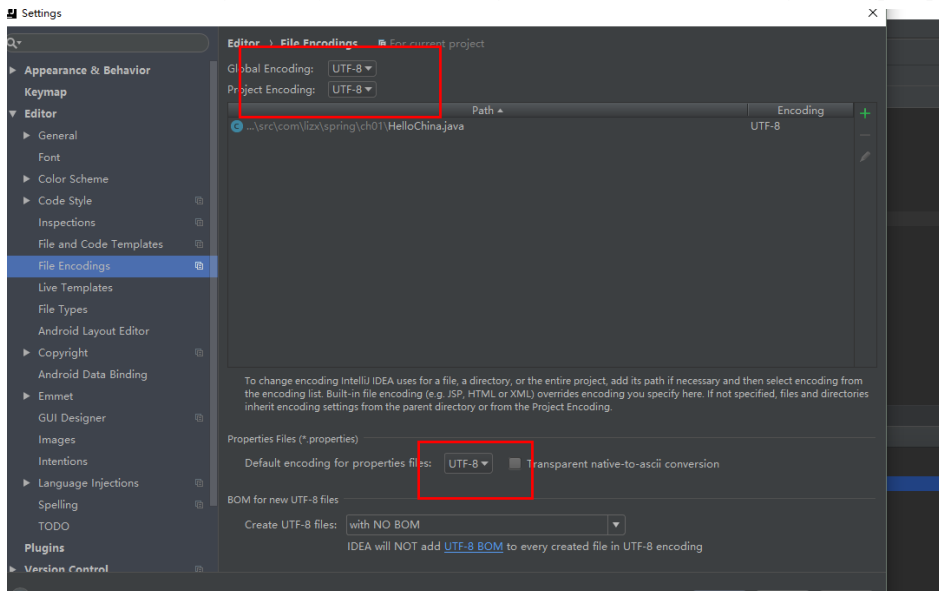 Settings
Editor › File Encodings For current project
Appearance & Behavior
Keymap
Editor
General
Font
Color Scheme
Code Style
Inspections
File and Code Templates
File Encodings
Live Templates
File Types
Android Layout Editor
Copyright
Android Data Binding
Emmet
GUI Designer
Images
Intentions
Language Injections
Spelling
TODO
Plugins
Version Control
Global Encoding: UTF-8
Project Encoding: UTF-8
Path Encoding
...\src\com\lizx\spring\ch01\HelloChina.java UTF-8
To change encoding IntelliJ IDEA uses for a file, a directory, or the entire project, add its path if necessary and then select encoding from
the encoding list. Built-in file encoding (e.g. JSP, HTML or XML) overrides encoding you specify here. If not specified, files and directories
inherit encoding settings from the parent directory or from the Project Encoding.
Properties Files (*.properties)
Default encoding for properties files: UTF-8 Transparent native-to-ascii conversion
BOM for new UTF-8 files
Create UTF-8 files: with NO BOM
IDEA will NOT add UTF-8 BOM to every created file in UTF-8 encoding